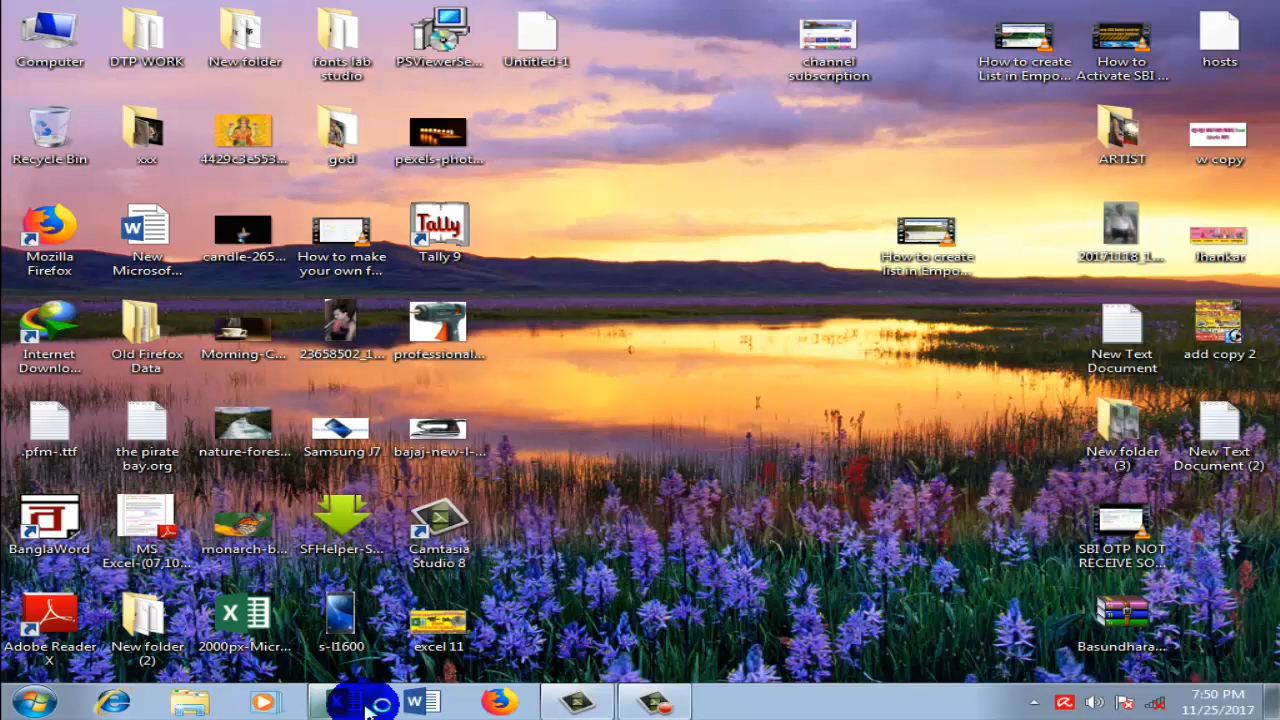 Computer
DTP WORK
New folder
fonts lab
studio
PSViewerSe...
Untitled-1
channel
subscription
How to create
List in Empo...
How to
Activate SBI ...
hosts
Recycle Bin
xxx
4429c3e553...
god
pexels-phot...
ARTIST
w copy
Mozilla
Firefox
New
Microsof...
candle-265...
How to make
your own f...
Tally
Tally 9
How to create
list in Empo...
20171118_1...
Jhankar
Internet
Downlo...
Old Firefox
Data
Morning-C...
23658502_1...
professional...
New Text
Document
add copy 2
.pfm-.ttf
the pirate
bay.org
nature-fores...
Samsung J7
bajaj-new-l-...
New folder
(3)
New Text
Document (2)
BanglaWord
MS
Excel-(07,10...
monarch-b...
SFHelper-S...
Camtasia
Studio 8
SBI OTP NOT
RECEIVE SO...
Adobe Reader
X
New folder
(2)
2000px-Micr...
s-l1600
excel 11
Basundhara...
7:50 PM
11/25/2017